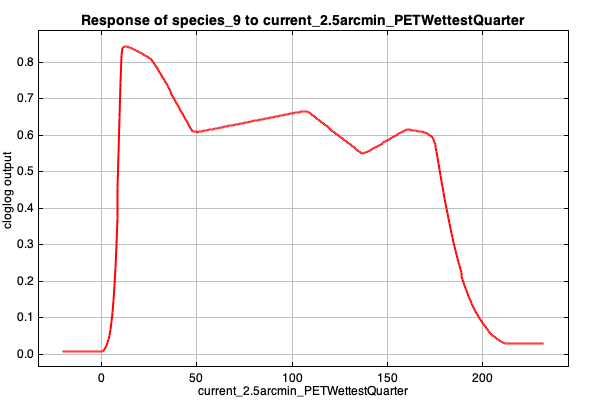 Response of species_9 to current_2.5arcmin_PETWettestQuarter
cloglog output
0.8
0.7
0.6
0.5
0.4
0.3
0.2
0.1
0.0
0 50 100 150 200
current_2.5arcmin_PETWettestQuarter